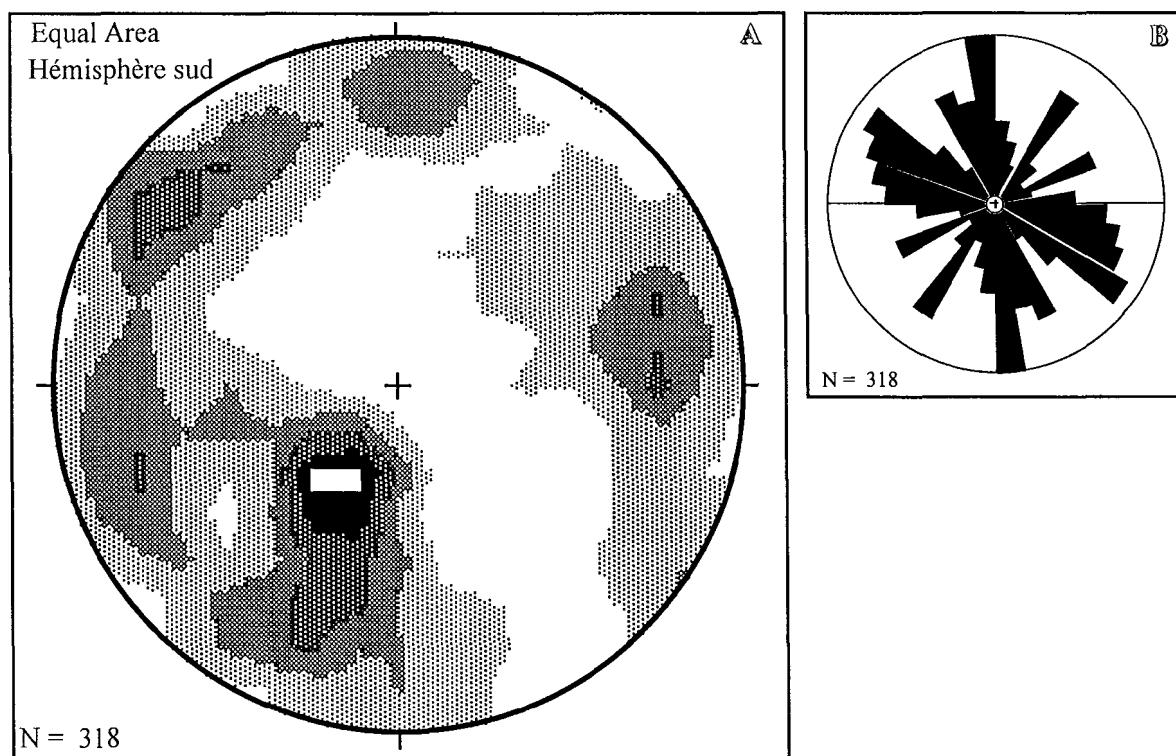 Equal Area
Hémisphère sud
A
N = 318
B
N = 318